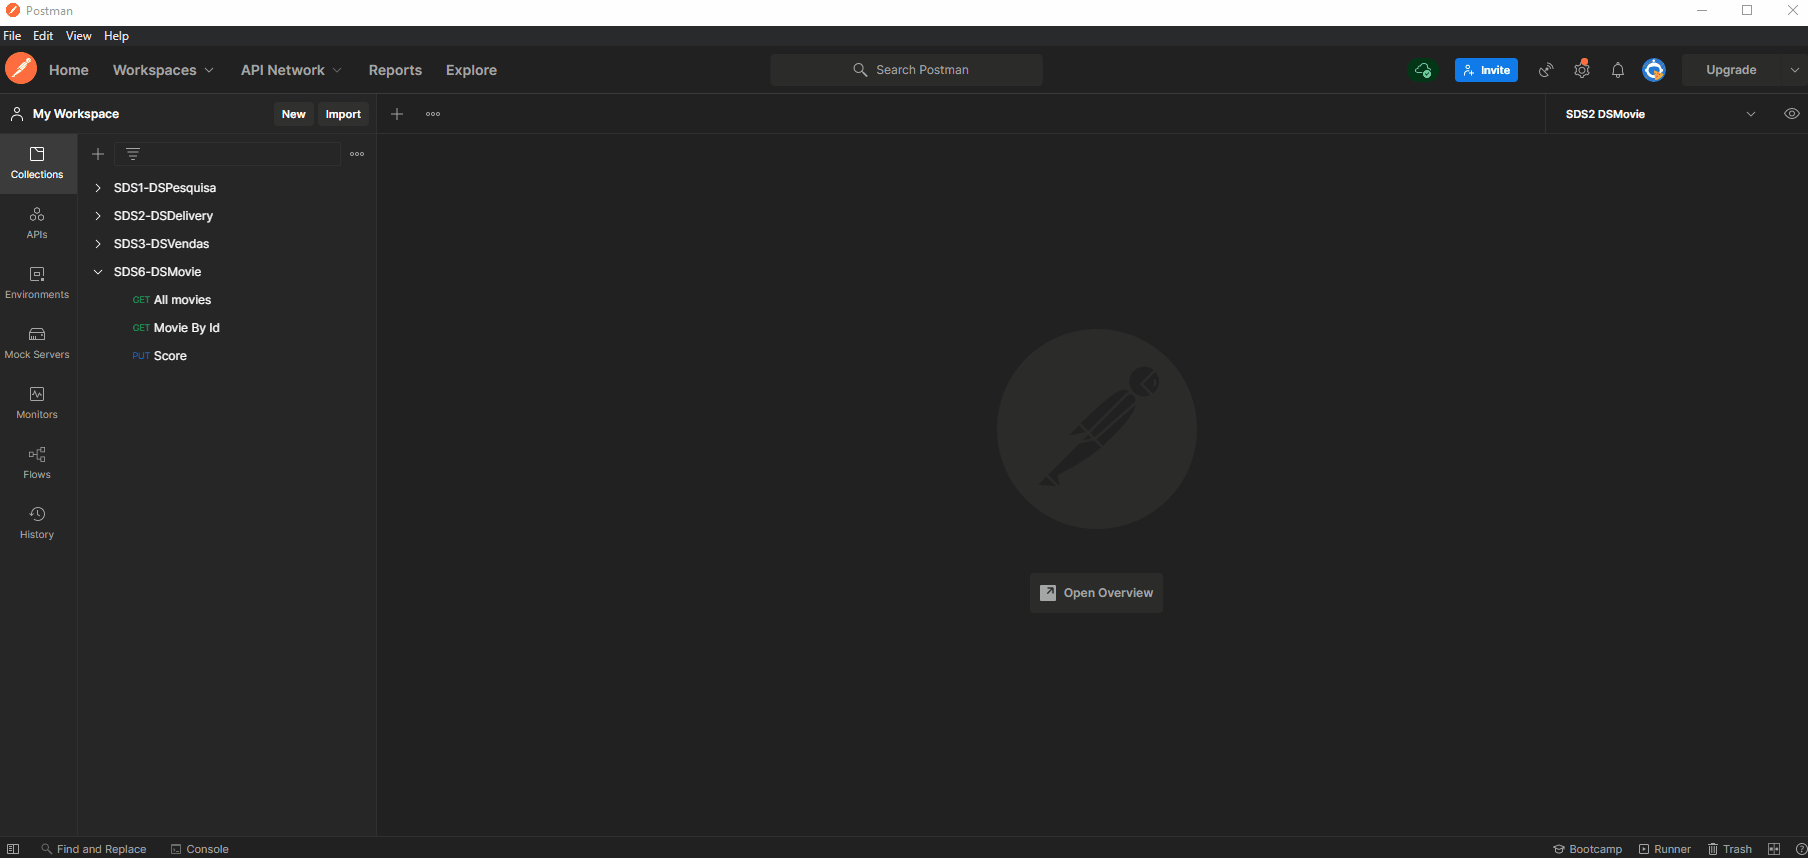 Postman
File Edit View Help
Home Workspaces API Network Reports Explore Search Postman Invite Upgrade
My Workspace New Import SDS2 DSMovie
Collections
APIs
Environments
Mock Servers
Monitors
Flows
History
SDS1-DSPesquisa
SDS2-DSDelivery
SDS3-DSVendas
SDS6-DSMovie
GET All movies
GET Movie By Id
PUT Score
Open Overview
Find and Replace Console Bootcamp Runner Trash